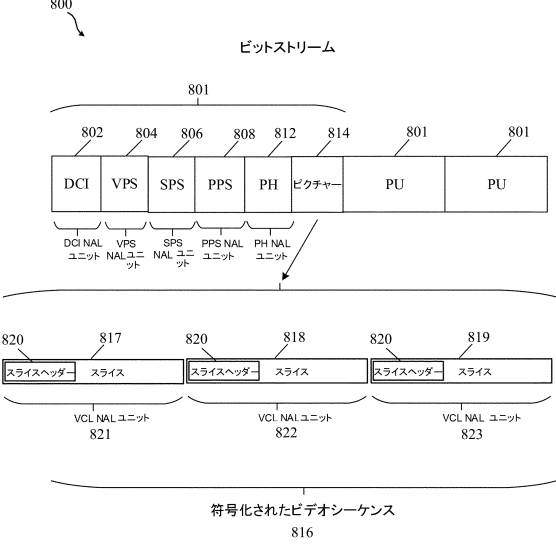 800
ビットストリーム
801
802 804 806 808 812 814 801 801
DCI VPS SPS PPS PH ピクチャー PU PU
DCI NAL ユニット
VPS NALユニット
SPS NAL ユニット
PPS NAL ユニット
PH NAL ユニット
820 817 820 818 820 819
スライスヘッダー スライス スライスヘッダー スライス スライスヘッダー スライス
VCL NALユニット VCL NALユニット VCL NAL ユニット
821 822 823
符号化されたビデオシーケンス
816